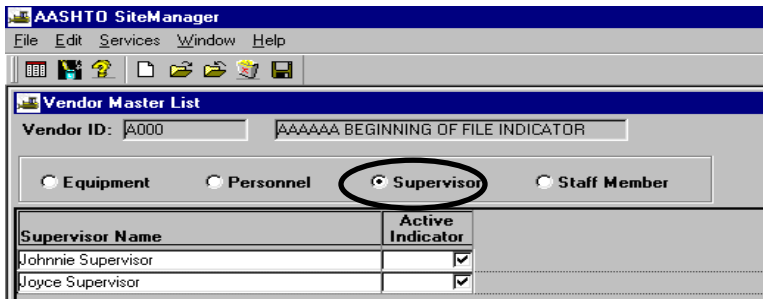 AASHTO SiteManager
File Edit Services Window Help
Vendor Master List
Vendor ID: A000 AAAAAA BEGINNING OF FILE INDICATOR
Equipment Personnel Supervisor Staff Member
Supervisor Name Active Indicator
Johnnie Supervisor
Joyce Supervisor